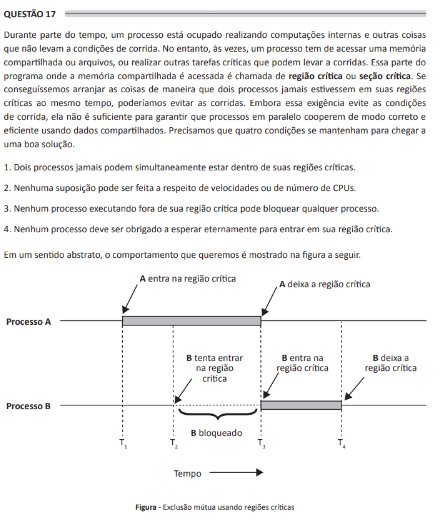 QUESTÃO 17
Durante parte do tempo, um processo está ocupado realizando computações internas e outras coisas
que não levam a condições de corrida. No entanto, às vezes, um processo tem de acessar uma memória
compartilhada ou arquivos, ou realizar outras tarefas críticas que podem levar a corridas. Essa parte do
programa onde a memória compartilhada é acessada é chamada de região crítica ou seção crítica. Se
conseguíssemos arranjar as coisas de maneira que dois processos jamais estivessem em suas regiões
críticas ao mesmo tempo, poderíamos evitar as corridas. Embora essa exigência evite as condições
de corrida, ela não é suficiente para garantir que processos em paralelo cooperem de modo correto e
eficiente usando dados compartilhados. Precisamos que quatro condições se mantenham para chegar a
uma boa solução.
1. Dois processos jamais podem simultaneamente estar dentro de suas regiões críticas.
2. Nenhuma suposição pode ser feita a respeito de velocidades ou de número de CPUs.
3. Nenhum processo executando fora de sua região crítica pode bloquear qualquer processo.
4. Nenhum processo deve ser obrigado a esperar eternamente para entrar em sua região crítica.
Em um sentido abstrato, o comportamento que queremos é mostrado na figura a seguir.
A entra na região crítica
A deixa a região crítica
Processo A
B tenta entrar
na região
crítica
B entra na
região crítica
B deixa a
região crítica
Processo B
B bloqueado
T1 T2 T3 T4
Tempo
Figura - Exclusão mútua usando regiões críticas